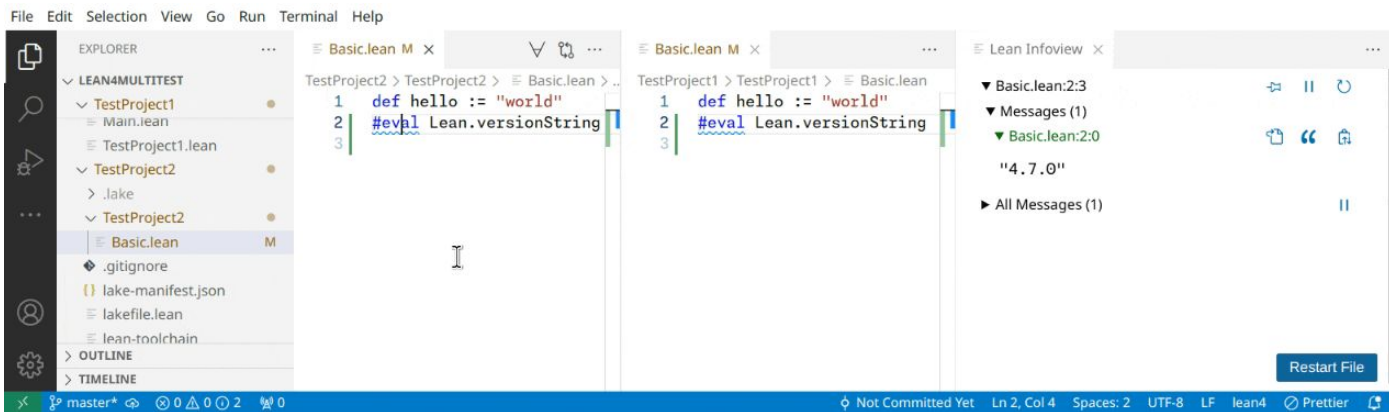 File Edit Selection View Go Run Terminal Help
EXPLORER
LEAN4MULTITEST
TestProject1
Main.lean
TestProject1.lean
TestProject2
.lake
TestProject2
Basic.lean M
.gitignore
{} lake-manifest.json
lakefile.lean
lean-toolchain
OUTLINE
TIMELINE
Basic.lean M
TestProject2 > TestProject2 > Basic.lean > ..
1 def hello := "world"
2 #eval Lean.versionString
3
Basic.lean M
TestProject1 > TestProject1 > Basic.lean
1 def hello := "world"
2 #eval Lean.versionString
3
Lean Infoview
Basic.lean:2:3
Messages (1)
Basic.lean:2:0
"4.7.0"
All Messages (1)
Restart File
master* 0 0 2 0 Not Committed Yet Ln 2, Col 4 Spaces: 2 UTF-8 LF lean4 Prettier